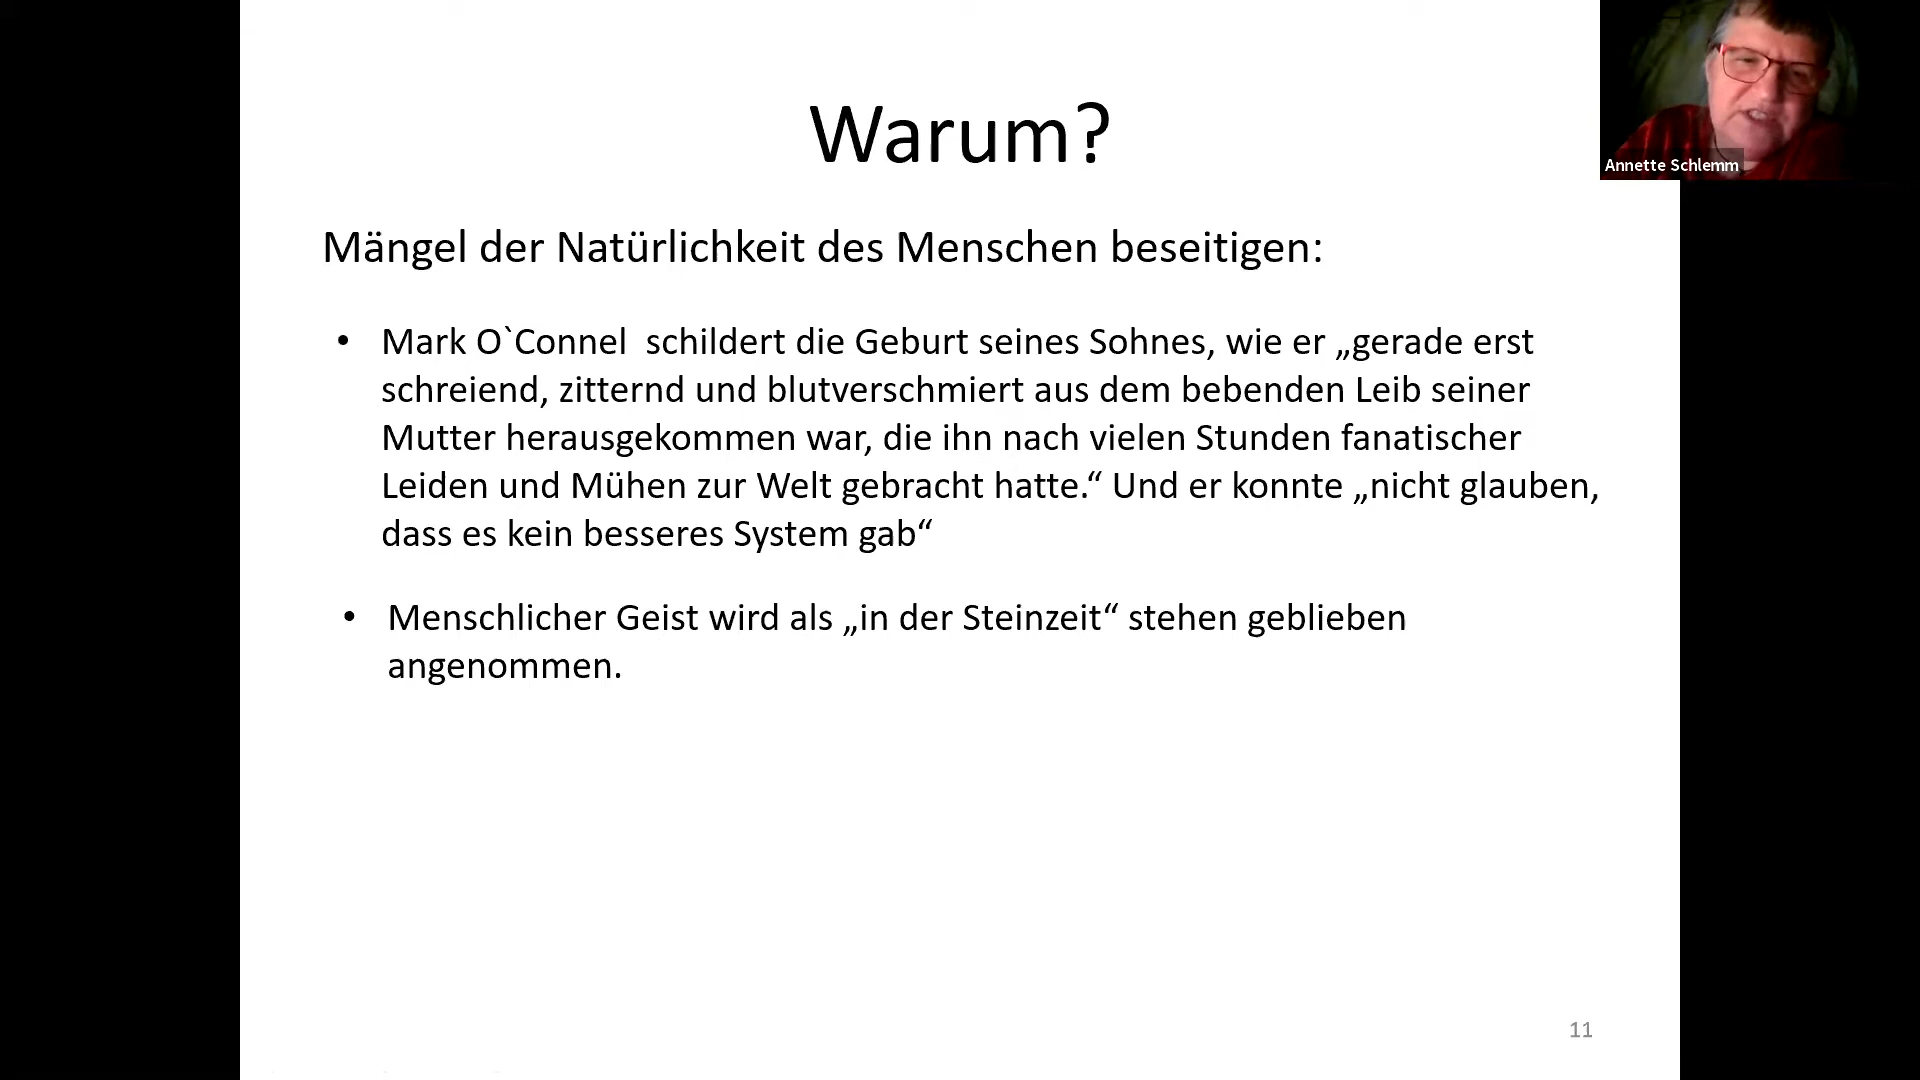 Warum?
Annette Schlemm
Mängel der Natürlichkeit des Menschen beseitigen:
• Mark O`Connel  schildert die Geburt seines Sohnes, wie er „gerade erst
schreiend, zitternd und blutverschmiert aus dem bebenden Leib seiner
Mutter herausgekommen war, die ihn nach vielen Stunden fanatischer
Leiden und Mühen zur Welt gebracht hatte.“ Und er konnte „nicht glauben,
dass es kein besseres System gab“
• Menschlicher Geist wird als „in der Steinzeit“ stehen geblieben
angenommen.
11